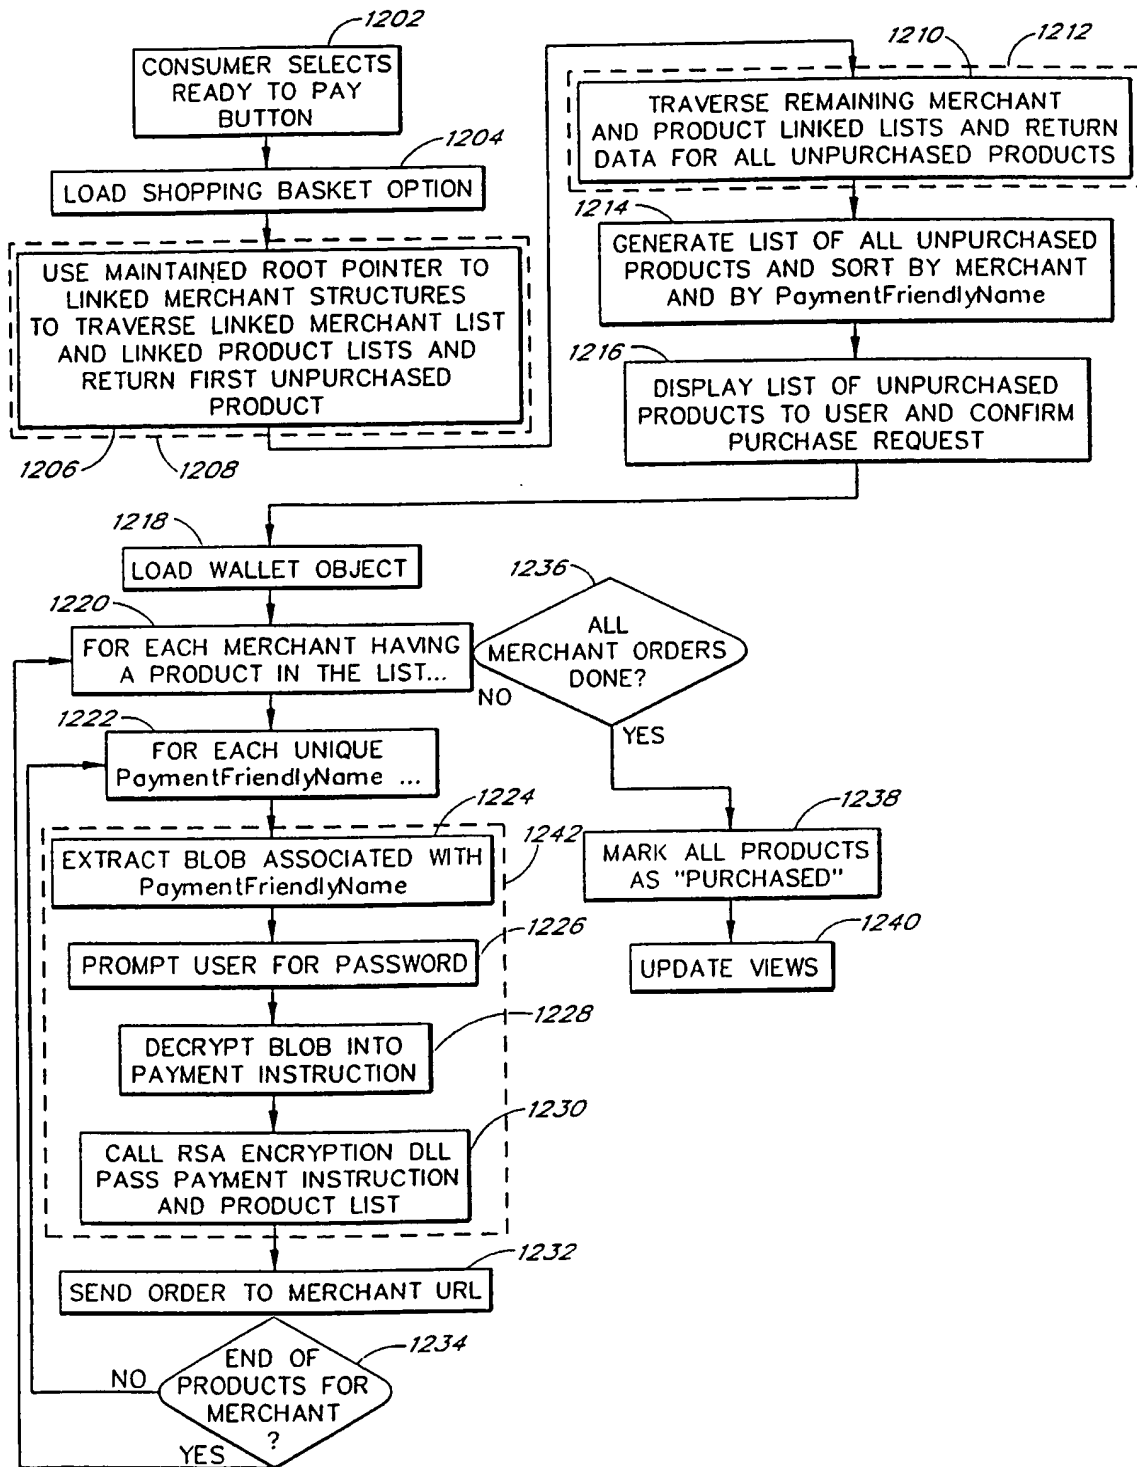 1202
CONSUMER SELECTS
READY TO PAY
BUTTON
1204
LOAD SHOPPING BASKET OPTION
USE MAINTAINED ROOT POINTER TO
LINKED MERCHANT STRUCTURES
TO TRAVERSE LINKED MERCHANT LIST
AND LINKED PRODUCT LISTS AND
RETURN FIRST UNPURCHASED
PRODUCT
1206
1208
1210
1212
TRAVERSE REMAINING MERCHANT
AND PRODUCT LINKED LISTS AND RETURN
DATA FOR ALL UNPURCHASED PRODUCTS
1214
GENERATE LIST OF ALL UNPURCHASED
PRODUCTS AND SORT BY MERCHANT
AND BY PaymentFriendlyName
1216
DISPLAY LIST OF UNPURCHASED
PRODUCTS TO USER AND CONFIRM
PURCHASE REQUEST
1218
LOAD WALLET OBJECT
1220
FOR EACH MERCHANT HAVING
A PRODUCT IN THE LIST...
1236
ALL
MERCHANT ORDERS
DONE?
NO
YES
1222
FOR EACH UNIQUE
PaymentFriendlyName ...
1224
1242
EXTRACT BLOB ASSOCIATED WITH
PaymentFriendlyName
1226
PROMPT USER FOR PASSWORD
1228
DECRYPT BLOB INTO
PAYMENT INSTRUCTION
1230
CALL RSA ENCRYPTION DLL
PASS PAYMENT INSTRUCTION
AND PRODUCT LIST
1232
SEND ORDER TO MERCHANT URL
1234
END OF
PRODUCTS FOR
MERCHANT
?
NO
YES
1238
MARK ALL PRODUCTS
AS "PURCHASED"
1240
UPDATE VIEWS